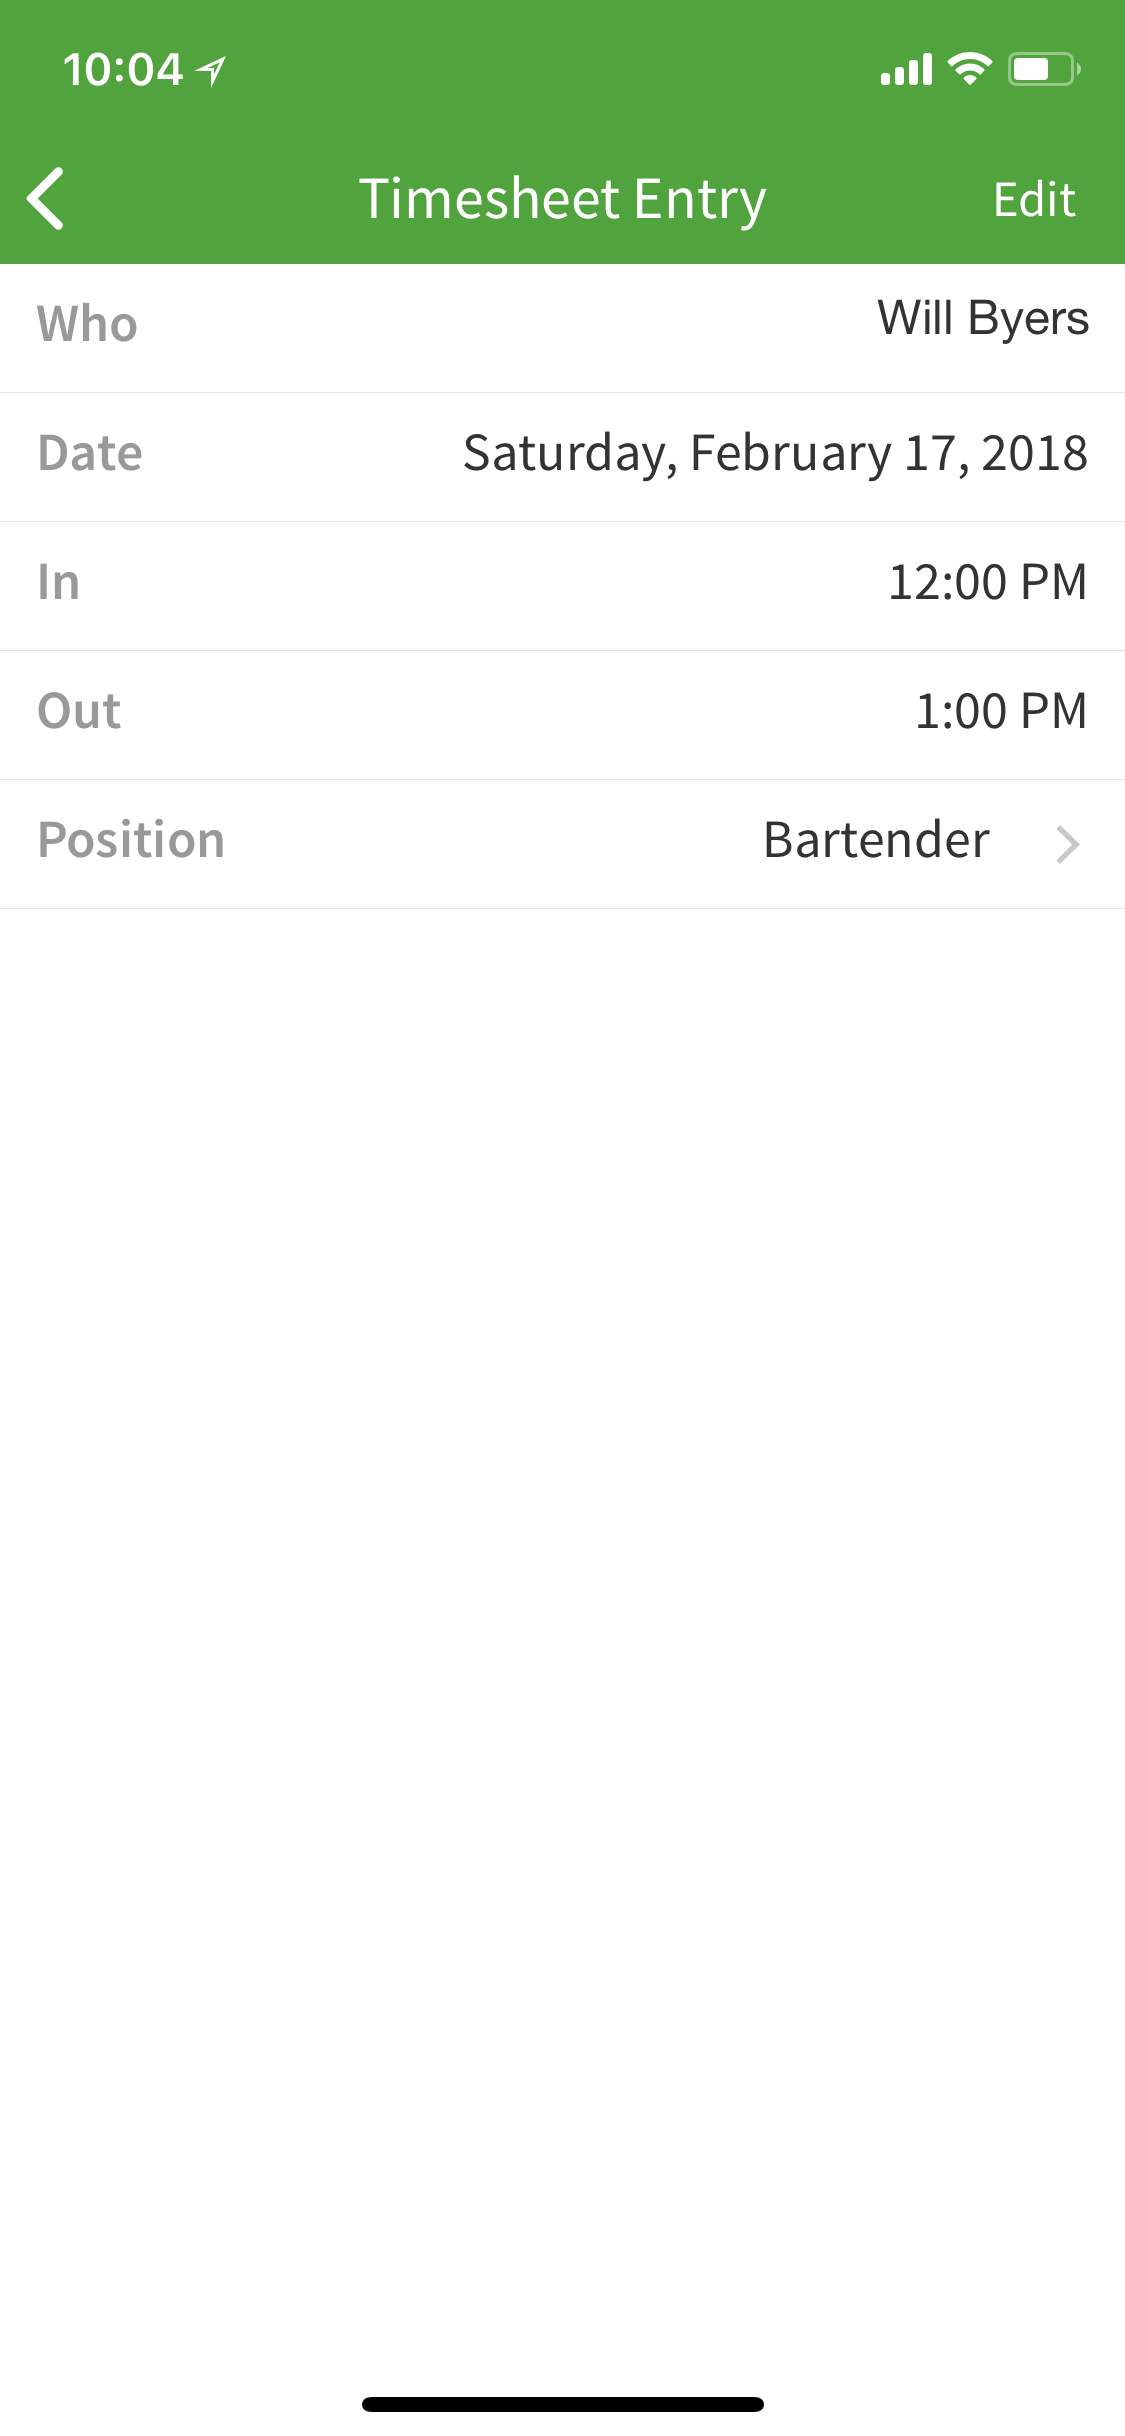 10:04
Timesheet Entry Edit
Who Will Byers
Date Saturday, February 17, 2018
In 12:00 PM
Out 1:00 PM
Position Bartender